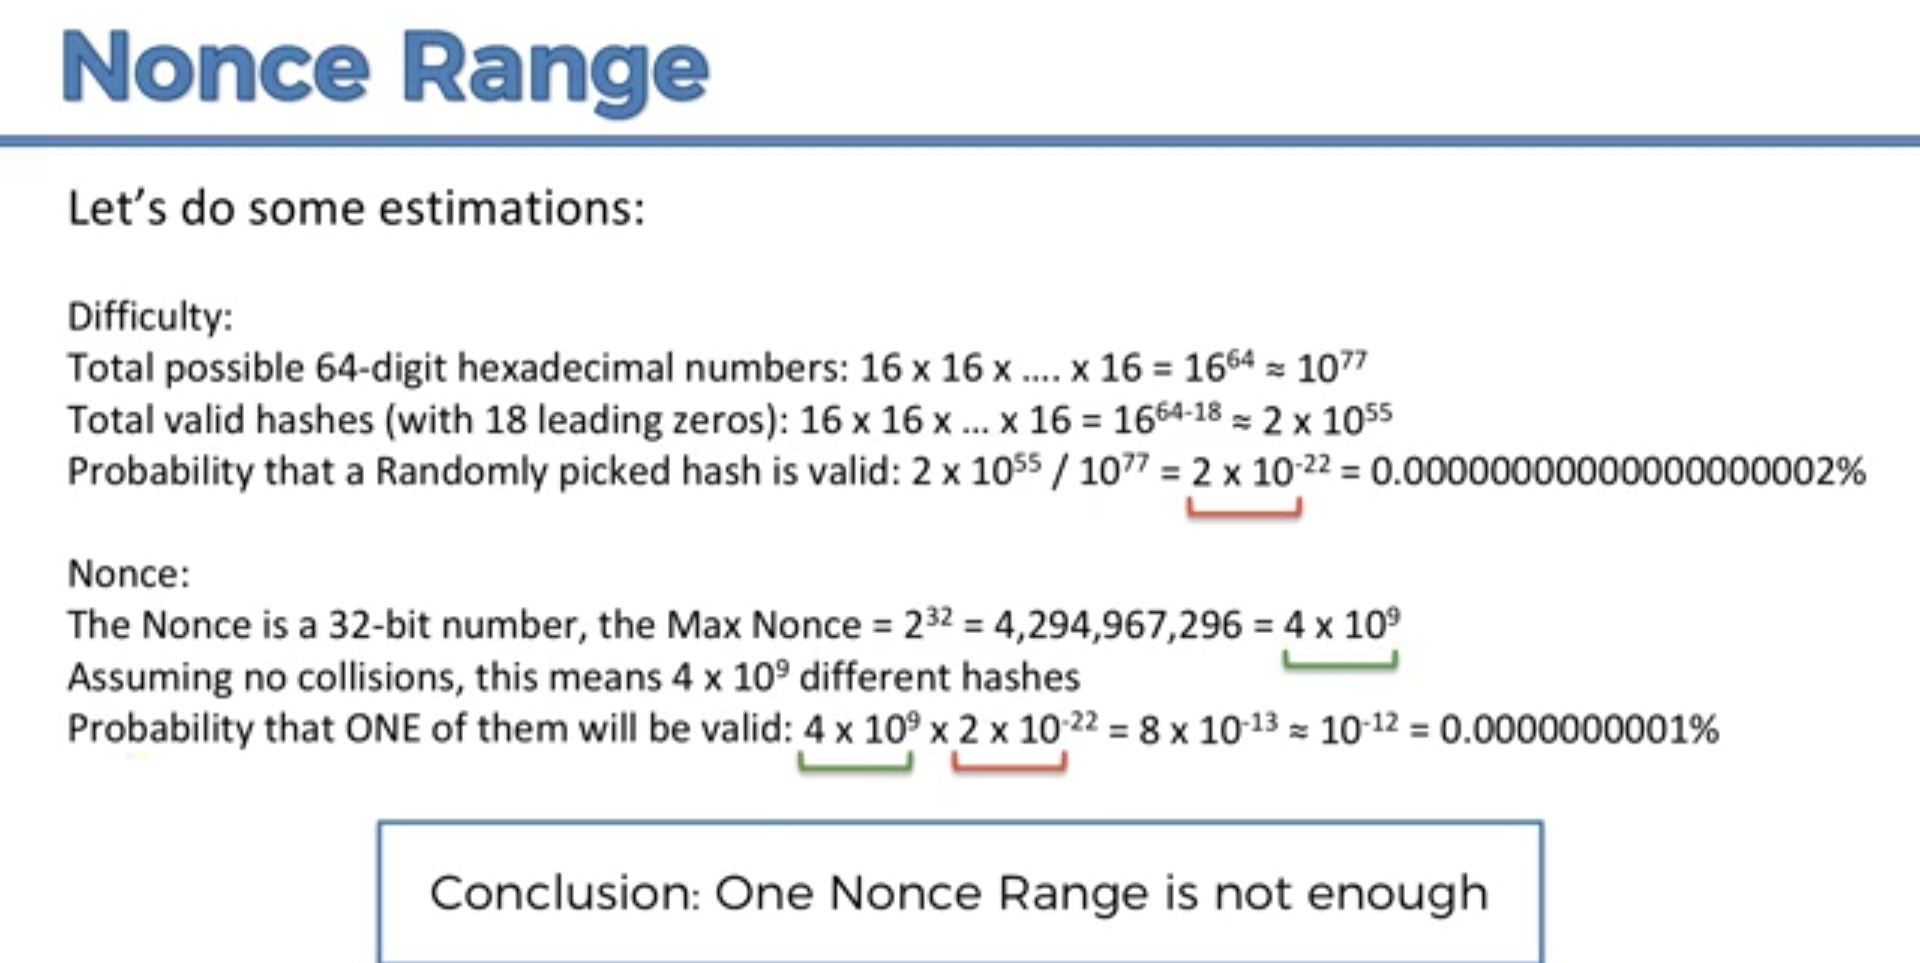 Nonce Range
Let's do some estimations:
Difficulty:
Total possible 64-digit hexadecimal numbers: 16 x 16 x .... x 16 = 16⁶⁴ ≈ 10⁷⁷
Total valid hashes (with 18 leading zeros): 16 x 16 x ... x 16 = 16⁶⁴⁻¹⁸ ≈ 2 x 10⁵⁵
Probability that a Randomly picked hash is valid: 2 x 10⁵⁵ / 10⁷⁷ = 2 x 10⁻²² = 0.00000000000000000002%
Nonce:
The Nonce is a 32-bit number, the Max Nonce = 2³² = 4,294,967,296 = 4 x 10⁹
Assuming no collisions, this means 4 x 10⁹ different hashes
Probability that ONE of them will be valid: 4 x 10⁹ x 2 x 10⁻²² = 8 x 10⁻¹³ ≈ 10⁻¹² = 0.0000000001%
Conclusion: One Nonce Range is not enough